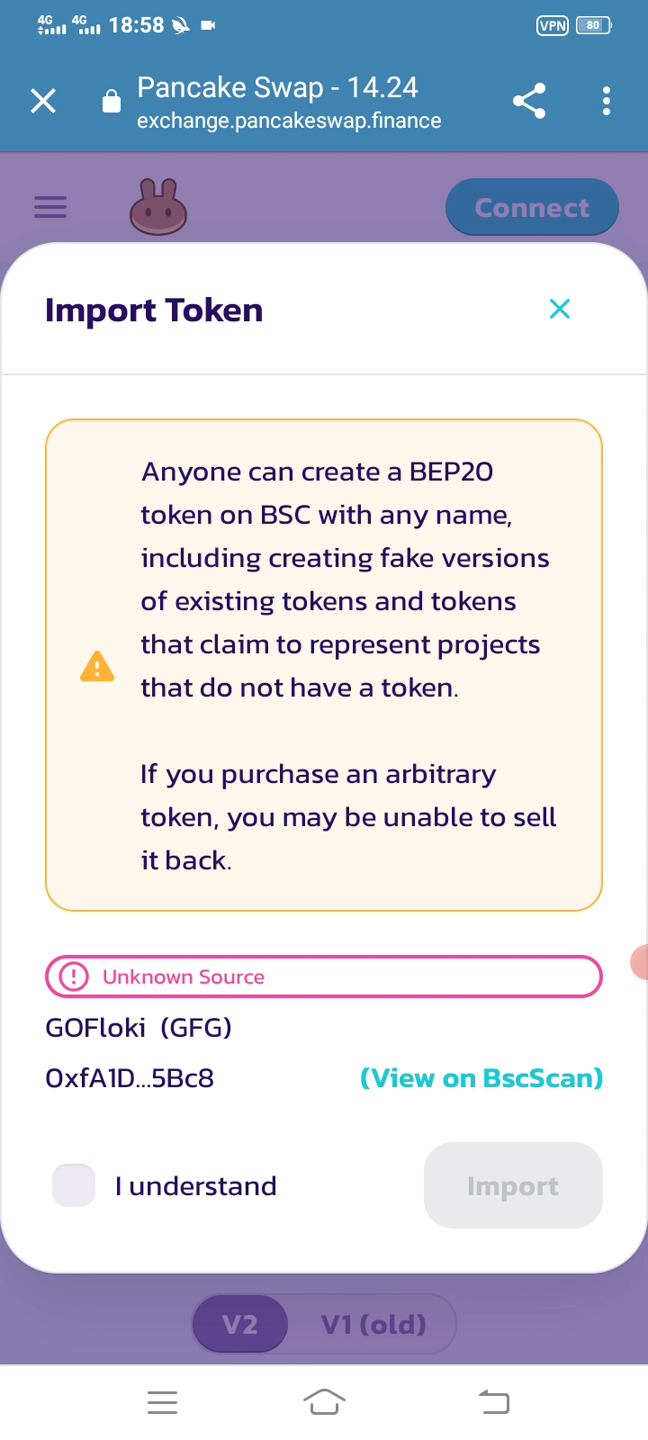 4G 4G 18:58 VPN 80
Pancake Swap - 14.24
exchange.pancakeswap.finance
Connect
Import Token
Anyone can create a BEP20
token on BSC with any name,
including creating fake versions
of existing tokens and tokens
that claim to represent projects
that do not have a token.
If you purchase an arbitrary
token, you may be unable to sell
it back.
Unknown Source
GOFloki (GFG)
0xfA1D...5Bc8 (View on BscScan)
I understand Import
V2 V1 (old)